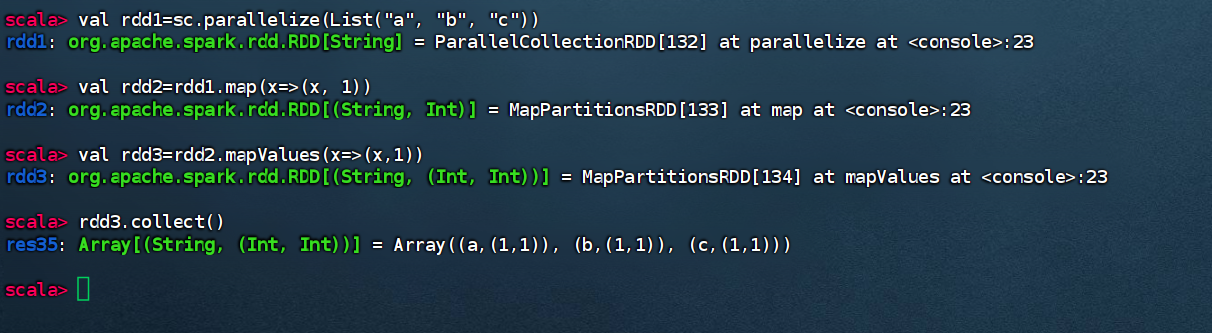 scala> val rdd1=sc.parallelize(List("a", "b", "c"))
rdd1: org.apache.spark.rdd.RDD[String] = ParallelCollectionRDD[132] at parallelize at <console>:23
scala> val rdd2=rdd1.map(x=>(x, 1))
rdd2: org.apache.spark.rdd.RDD[(String, Int)] = MapPartitionsRDD[133] at map at <console>:23
scala> val rdd3=rdd2.mapValues(x=>(x,1))
rdd3: org.apache.spark.rdd.RDD[(String, (Int, Int))] = MapPartitionsRDD[134] at mapValues at <console>:23
scala> rdd3.collect()
res35: Array[(String, (Int, Int))] = Array((a,(1,1)), (b,(1,1)), (c,(1,1)))
scala>